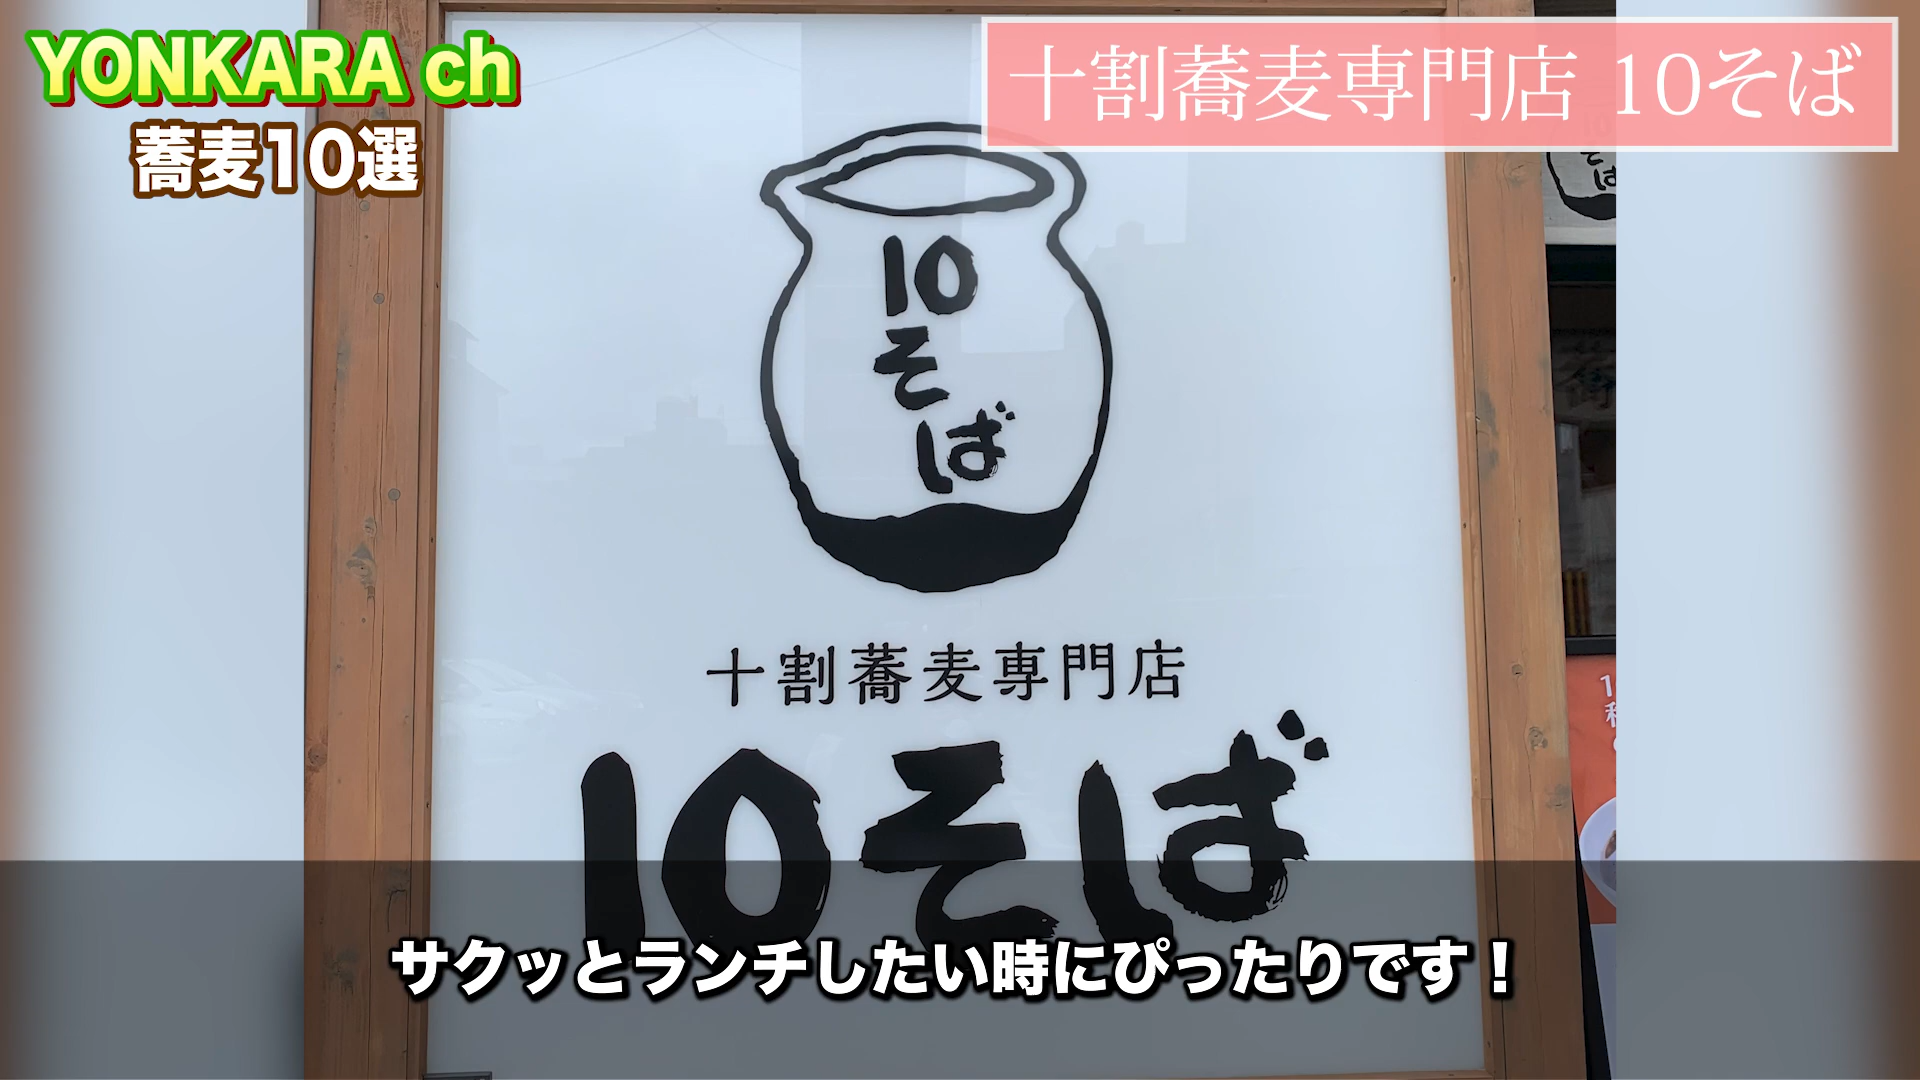 YONKARA ch
蕎麦10選
十割蕎麦専門店 10そば
10そば
十割蕎麦専門店
10そば
サクッとランチしたい時にぴったりです！